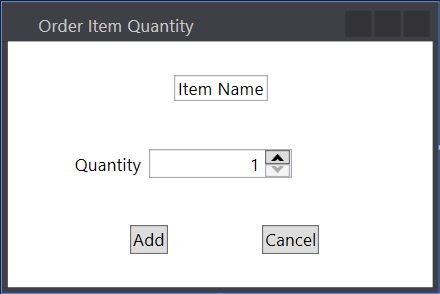 Order Item Quantity
Item Name
Quantity 1
Add Cancel